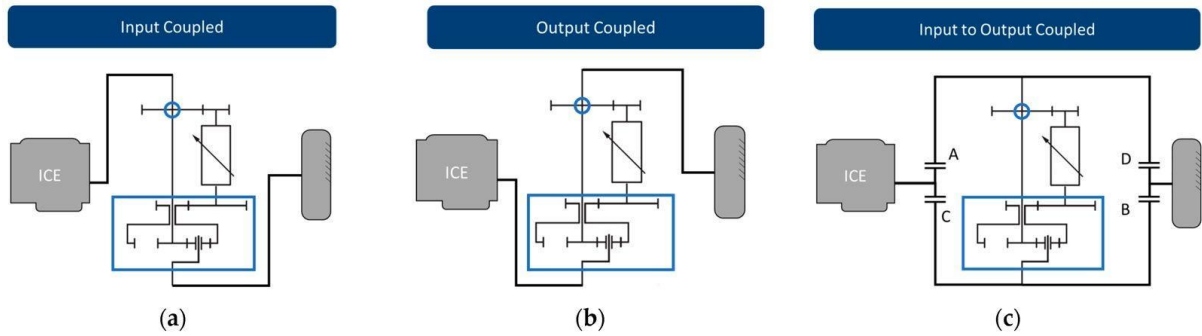 Input Coupled
Output Coupled
Input to Output Coupled
ICE
ICE
ICE
A
C
D
B
(a)
(b)
(c)